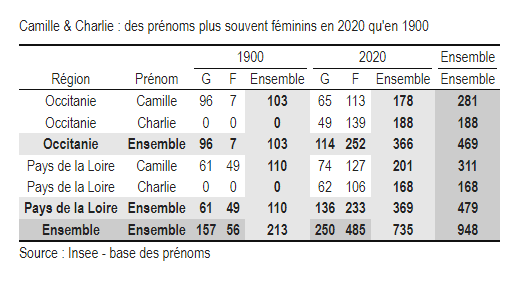 Camille & Charlie : des prénoms plus souvent féminins en 2020 qu'en 1900
1900 2020 Ensemble
Région Prénom G F Ensemble G F Ensemble Ensemble
Occitanie Camille 96 7 103 65 113 178 281
Occitanie Charlie 0 0 0 49 139 188 188
Occitanie Ensemble 96 7 103 114 252 366 469
Pays de la Loire Camille 61 49 110 74 127 201 311
Pays de la Loire Charlie 0 0 0 62 106 168 168
Pays de la Loire Ensemble 61 49 110 136 233 369 479
Ensemble Ensemble 157 56 213 250 485 735 948
Source : Insee - base des prénoms